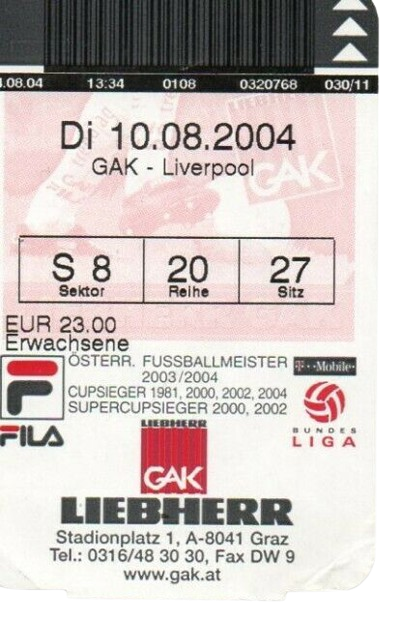 .08.04 13:34 0108 0320768 030/11
Di 10.08.2004
GAK - Liverpool
GAK
S 8 20 27
Sektor Reihe Sitz
EUR 23.00
Erwachsene
ÖSTERR. FUSSBALLMEISTER
2003/2004
CUPSIEGER 1981, 2000, 2002, 2004
SUPERCUPSIEGER 2000, 2002
T··Mobile·
FILA
BUNDES
LIGA
LIEBHERR
GAK
LIEBHERR
Stadionplatz 1, A-8041 Graz
Tel.: 0316/48 30 30, Fax DW 9
www.gak.at